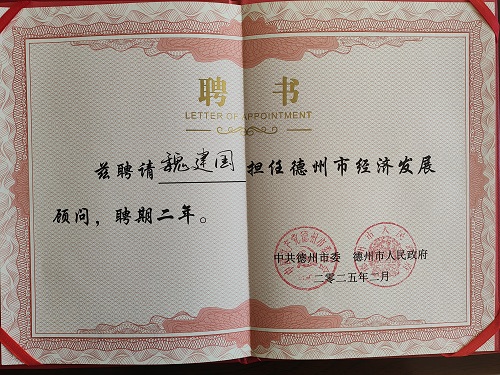 聘 书
LETTER OF APPOINTMENT
兹聘请魏建国担任德州市经济发展
顾问，聘期二年。
中共德州市委 德州市人民政府
二零二五年二月